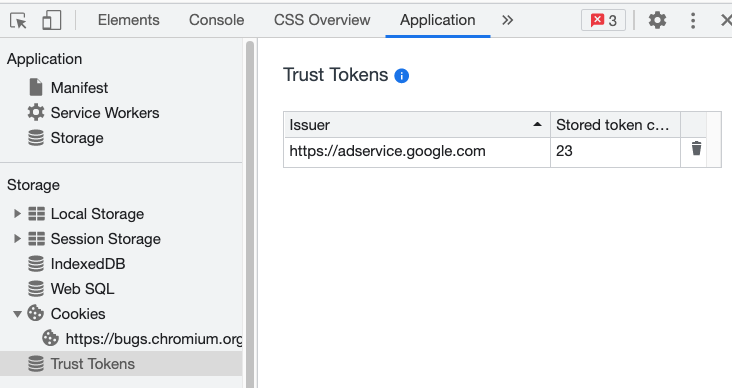 Elements Console CSS Overview Application 3
Application
Manifest
Service Workers
Storage
Storage
Local Storage
Session Storage
IndexedDB
Web SQL
Cookies
https://bugs.chromium.org
Trust Tokens
Trust Tokens
Issuer Stored token c...
https://adservice.google.com 23